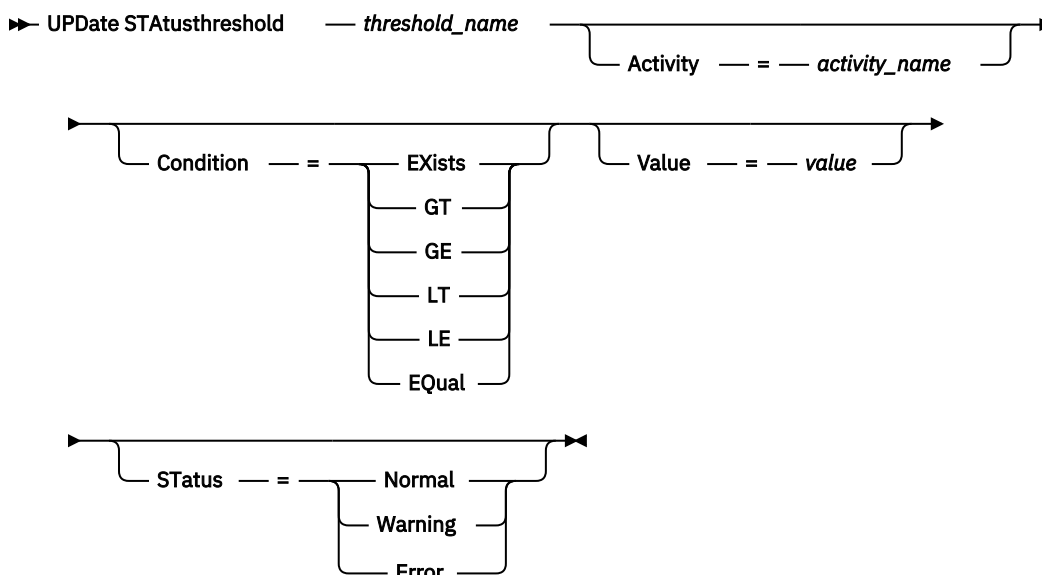 UPDate STAtusthreshold threshold_name
Activity = activity_name
Condition = EXists
Value = value
GT
GE
LT
LE
EQual
STatus = Normal
Warning
Error